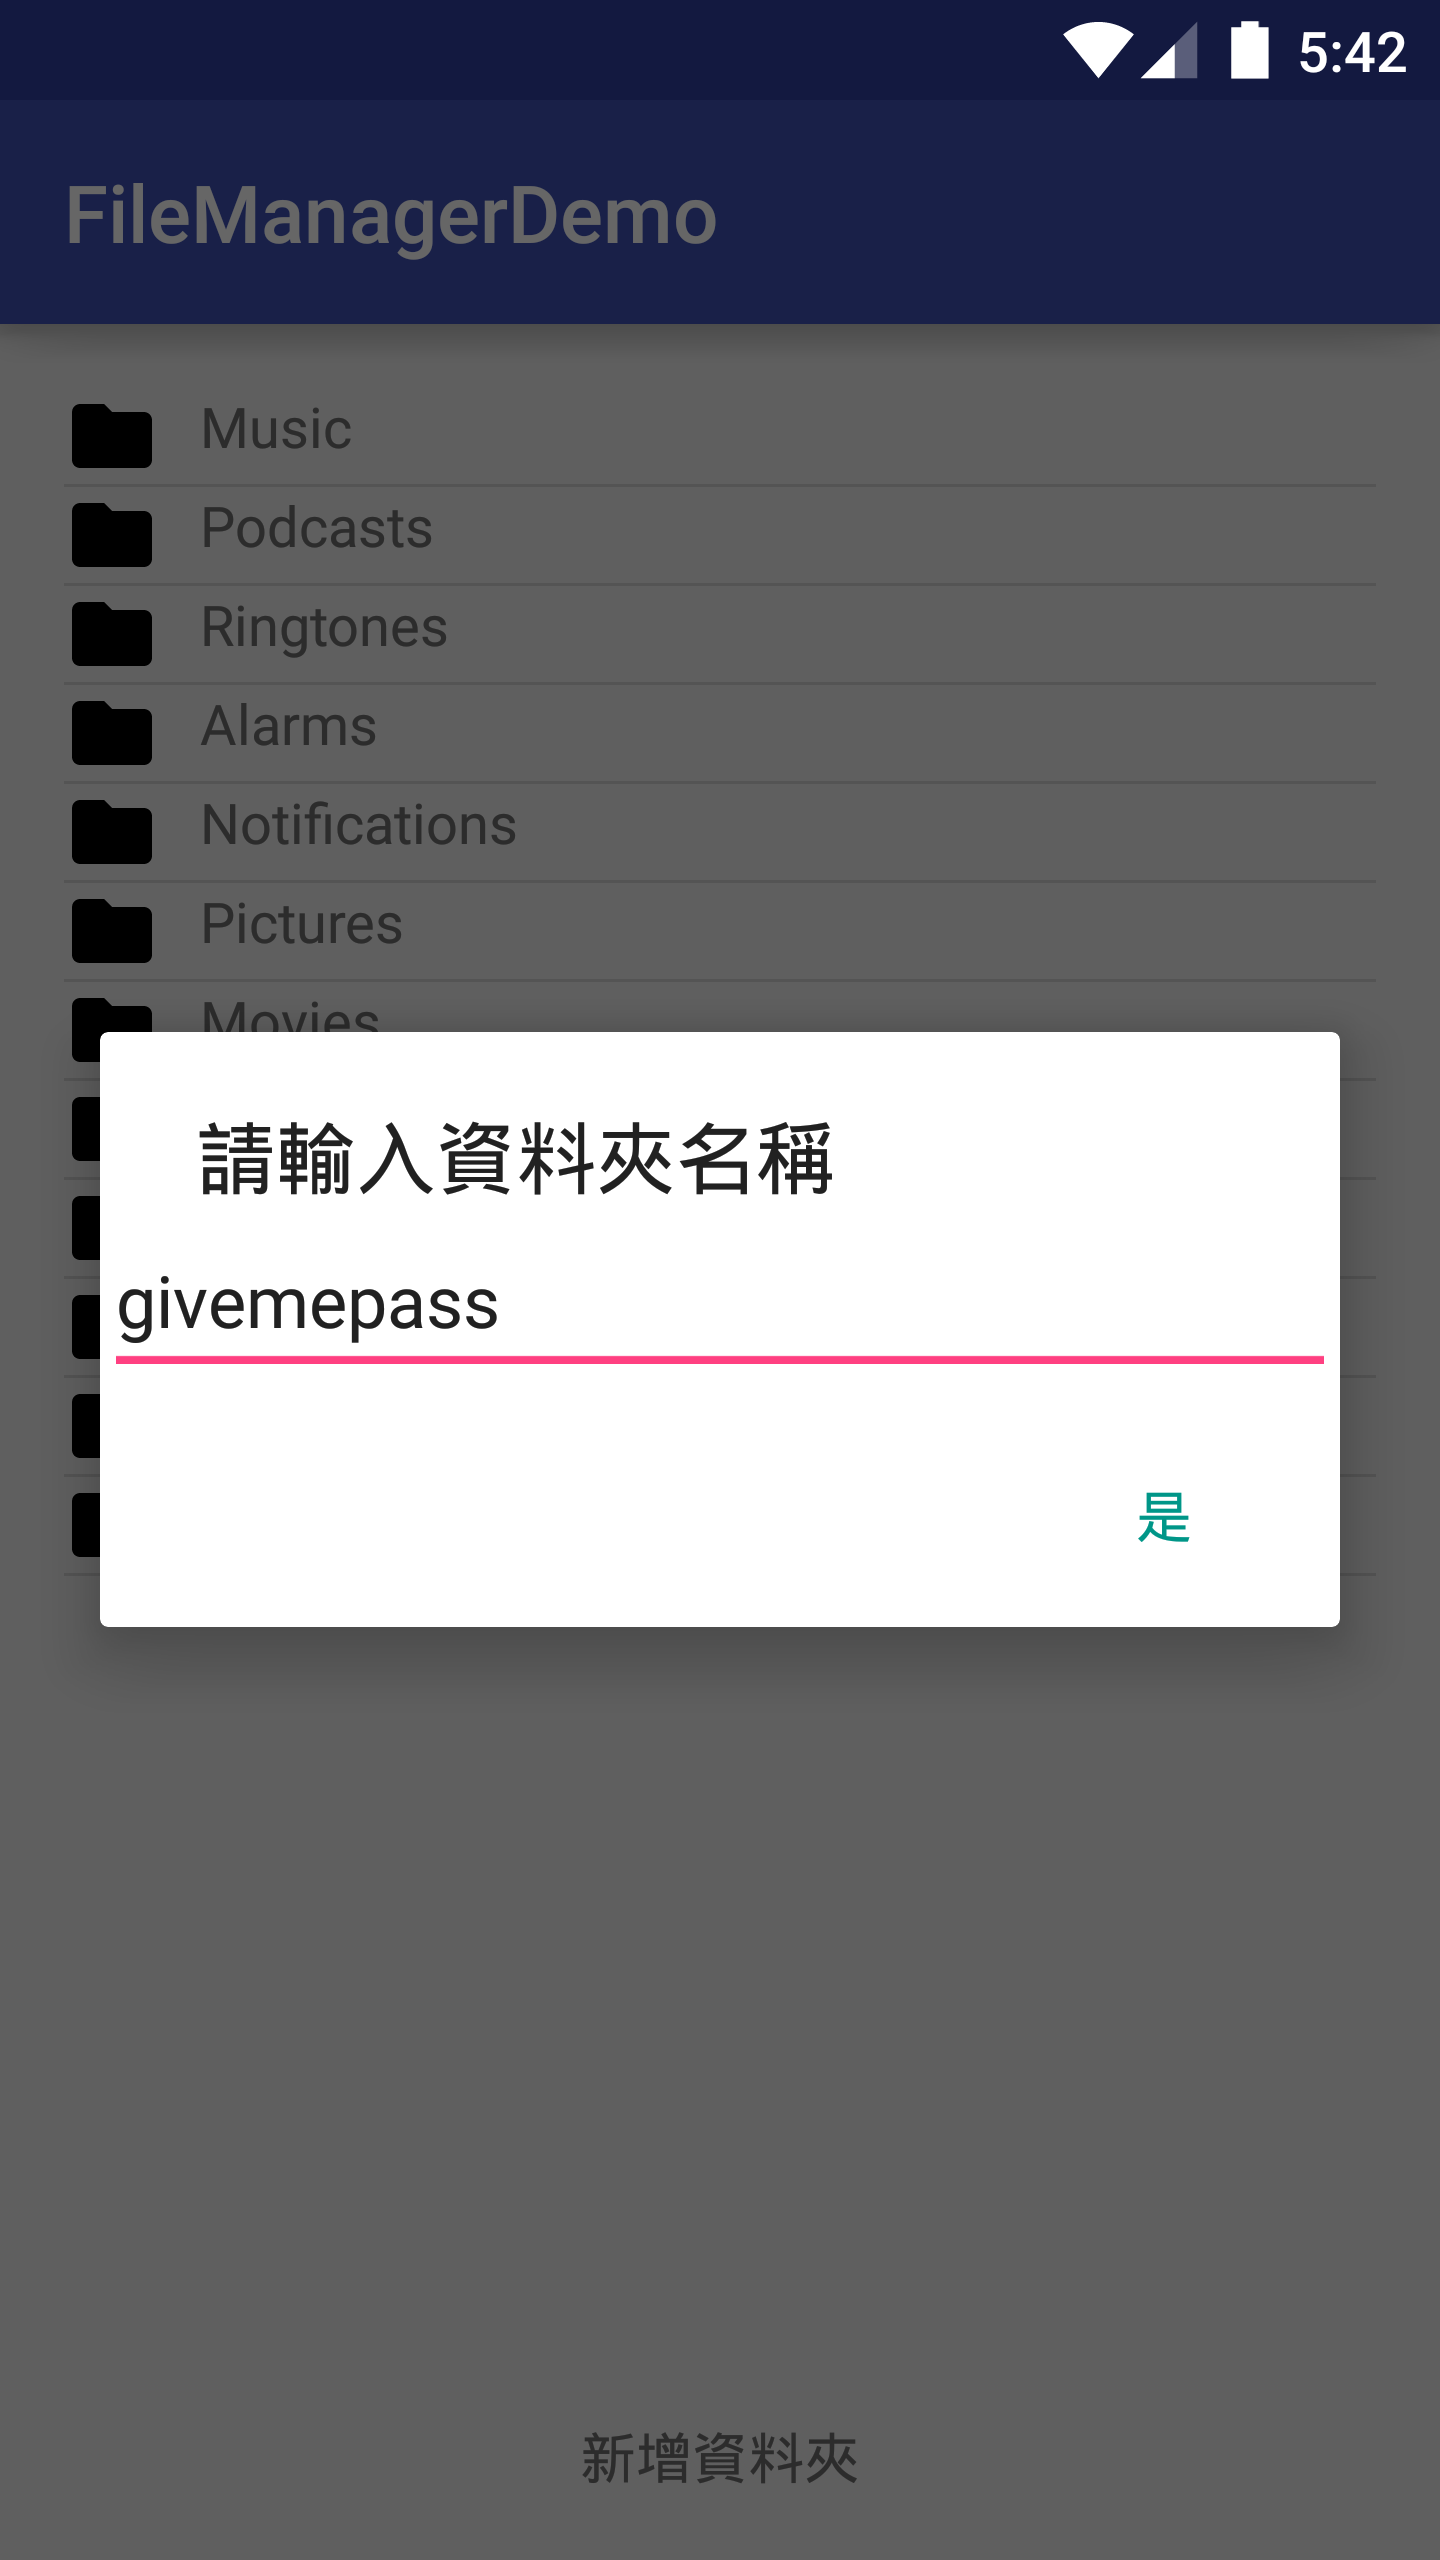 5:42
FileManagerDemo
Music
Podcasts
Ringtones
Alarms
Notifications
Pictures
Movies
請輸入資料夾名稱
givemepass
是
新增資料夾